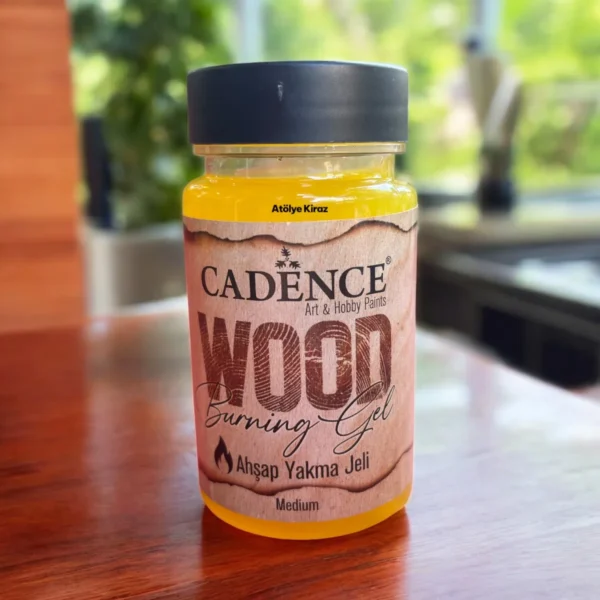 Atölye Kiraz
CADENCE®
Art & Hobby Paints
WOOD
Burning Gel
Ahşap Yakma Jeli
Medium